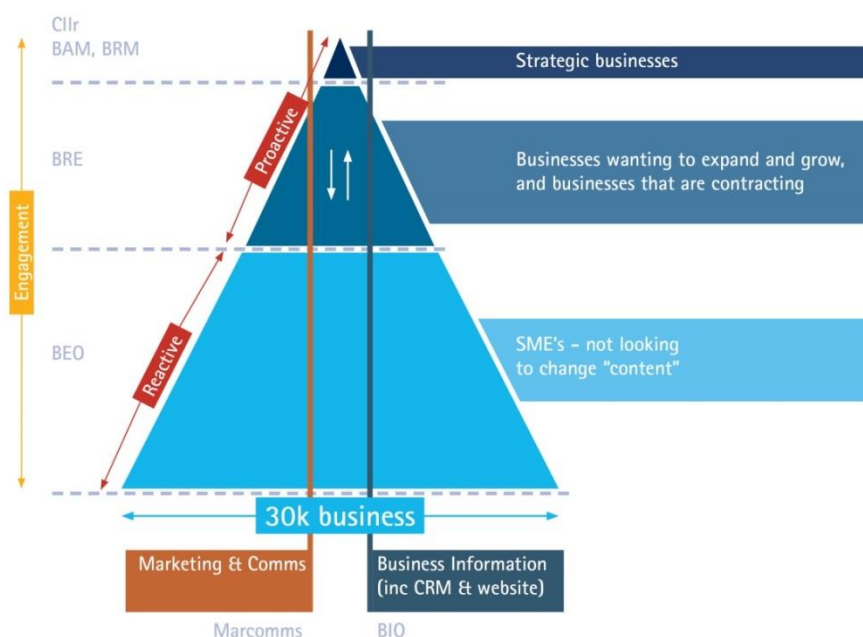 Cllr
BAM, BRM
Strategic businesses
Proactive
BRE
Businesses wanting to expand and grow,
and businesses that are contracting
Engagement
BEO
Reactive
SME's - not looking
to change "content"
30k business
Marketing & Comms
Business Information
(inc CRM & website)
Marcomms
BIO